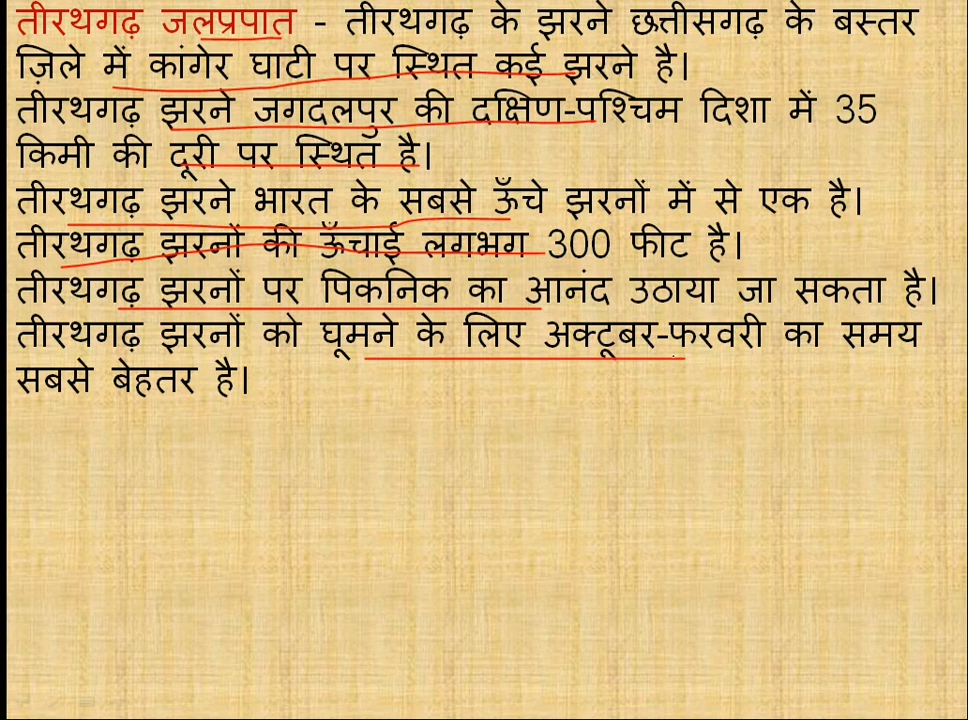 तीरथगढ़ जलप्रपात - तीरथगढ़ के झरने छत्तीसगढ़ के बस्तर
ज़िले में कांगेर घाटी पर स्थित कई झरने है।
तीरथगढ़ झरने जगदलपुर की दक्षिण-पश्चिम दिशा में 35
किमी की दूरी पर स्थित है।
तीरथगढ़ झरने भारत के सबसे ऊँचे झरनों में से एक है।
तीरथगढ़ झरनों की ऊँचाई लगभग 300 फीट है।
तीरथगढ़ झरनों पर पिकनिक का आनंद उठाया जा सकता है।
तीरथगढ़ झरनों को घूमने के लिए अक्टूबर-फरवरी का समय
सबसे बेहतर है।